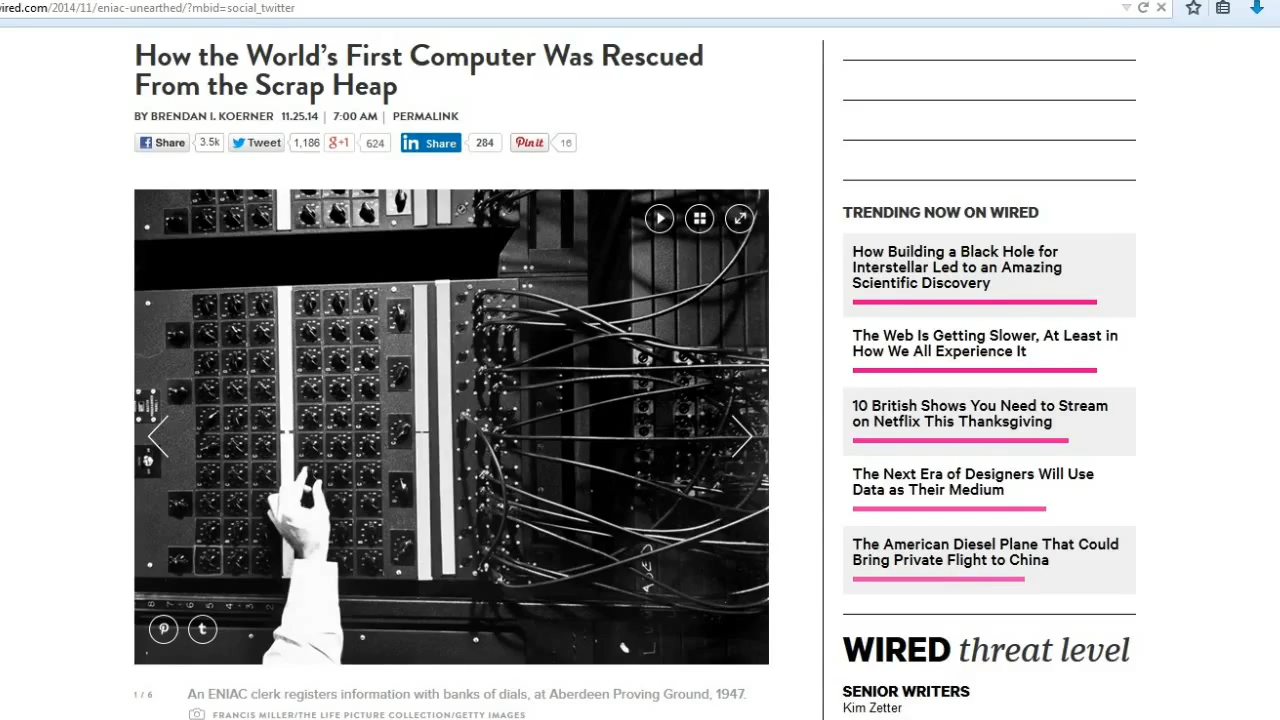 wired.com/2014/11/eniac-unearthed/?mbid=social_twitter
How the World's First Computer Was Rescued
From the Scrap Heap
BY BRENDAN I. KOERNER 11.25.14 | 7:00 AM | PERMALINK
Share 3.5k Tweet 1,186 g+1 624 in Share 284 Pin it 16
1 / 6 An ENIAC clerk registers information with banks of dials, at Aberdeen Proving Ground, 1947.
FRANCIS MILLER/THE LIFE PICTURE COLLECTION/GETTY IMAGES
TRENDING NOW ON WIRED
How Building a Black Hole for
Interstellar Led to an Amazing
Scientific Discovery
The Web Is Getting Slower, At Least in
How We All Experience It
10 British Shows You Need to Stream
on Netflix This Thanksgiving
The Next Era of Designers Will Use
Data as Their Medium
The American Diesel Plane That Could
Bring Private Flight to China
WIRED threat level
SENIOR WRITERS
Kim Zetter